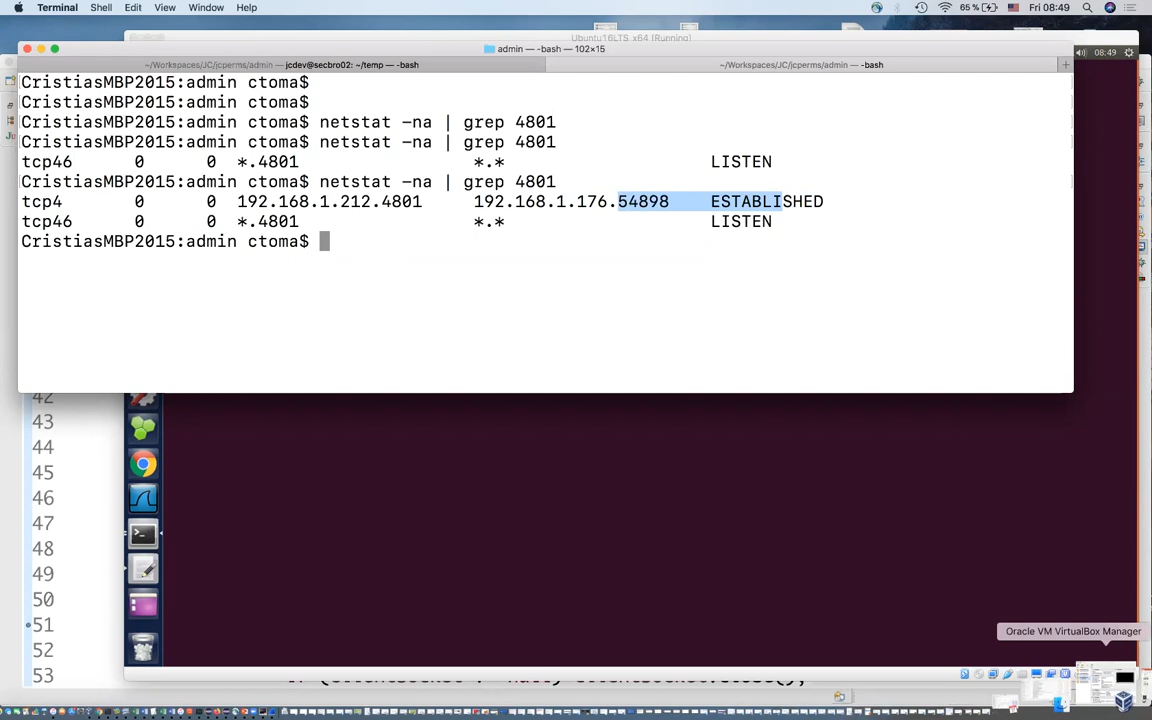 Terminal Shell Edit View Window Help 65 % Fri 08:49
Ubuntu16LTS_x64 [Running]
admin — -bash — 102×15
~/Workspaces/JC/jcperms/admin — jcdev@secbro02: ~/temp — -bash ~/Workspaces/JC/jcperms/admin — -bash +
08:49
CristiasMBP2015:admin ctoma$
CristiasMBP2015:admin ctoma$
CristiasMBP2015:admin ctoma$ netstat -na | grep 4801
CristiasMBP2015:admin ctoma$ netstat -na | grep 4801
tcp46 0 0 *.4801 *.* LISTEN
CristiasMBP2015:admin ctoma$ netstat -na | grep 4801
tcp4 0 0 192.168.1.212.4801 192.168.1.176.54898 ESTABLISHED
tcp46 0 0 *.4801 *.* LISTEN
CristiasMBP2015:admin ctoma$
42
43
44
45
46
47
48
49
50
51
52
53
Oracle VM VirtualBox Manager